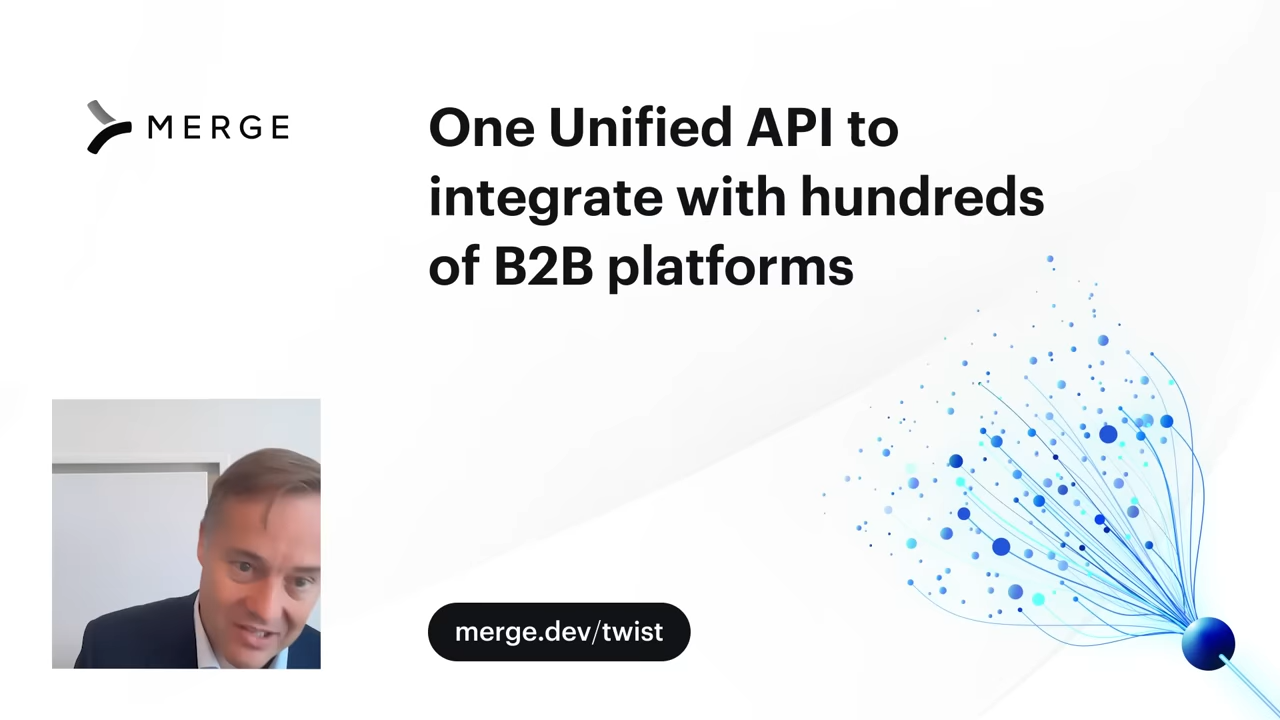 MERGE
One Unified API to
integrate with hundreds
of B2B platforms
merge.dev/twist